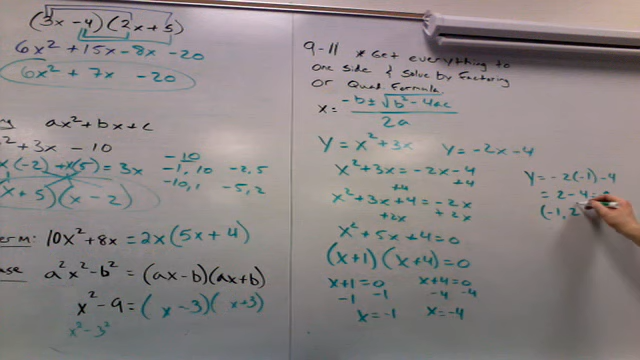 (3x-4)(2x+5)
6x²+15x-8x-20
6x²+7x-20
ax²+bx+c
+3x-10
(-2)+x(5)=3x
-10
-1,10
-10,1
-2,5
-5,2
x+5)(x-2)
10x²+8x=2x(5x+4)
a²x²-b²=(ax-b)(ax+b)
x²-9=(x-3)(x+3)
x²-3²
9-11 *Get everything to
one side & solve by factoring
or Quad. Formula.
x= -b±√b²-4ac
2a
y=x²+3x y=-2x-4
x²+3x=-2x-4
+4 +4
x²+3x+4=-2x
+2x +2x
x²+5x+4=0
(x+1)(x+4)=0
x+1=0 x+4=0
-1 -1 -4 -4
x=-1 x=-4
y=-2(-1)-4
=2-4=
(-1,2